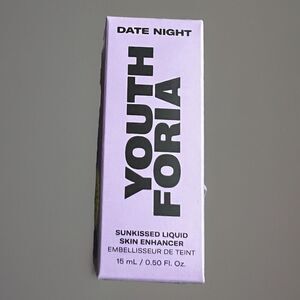 DATE NIGHT
YOUTH
FORIA
SUNKISSED LIQUID
SKIN ENHANCER
EMBELLISSEUR DE TEINT
15 mL / 0.50 Fl. Oz.